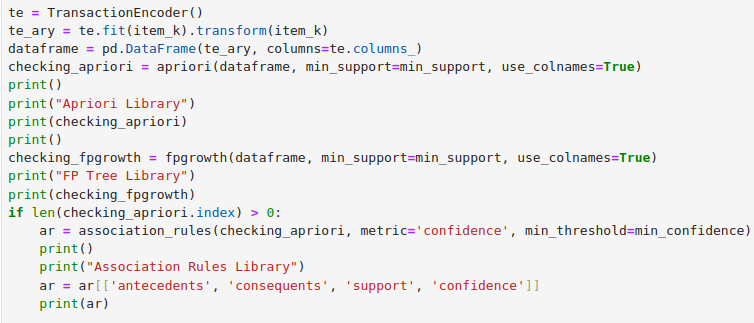 te = TransactionEncoder()
te_ary = te.fit(item_k).transform(item_k)
dataframe = pd.DataFrame(te_ary, columns=te.columns_)
checking_apriori = apriori(dataframe, min_support=min_support, use_colnames=True)
print()
print("Apriori Library")
print(checking_apriori)
print()
checking_fpgrowth = fpgrowth(dataframe, min_support=min_support, use_colnames=True)
print("FP Tree Library")
print(checking_fpgrowth)
if len(checking_apriori.index) > 0:
    ar = association_rules(checking_apriori, metric='confidence', min_threshold=min_confidence)
    print()
    print("Association Rules Library")
    ar = ar[['antecedents', 'consequents', 'support', 'confidence']]
    print(ar)